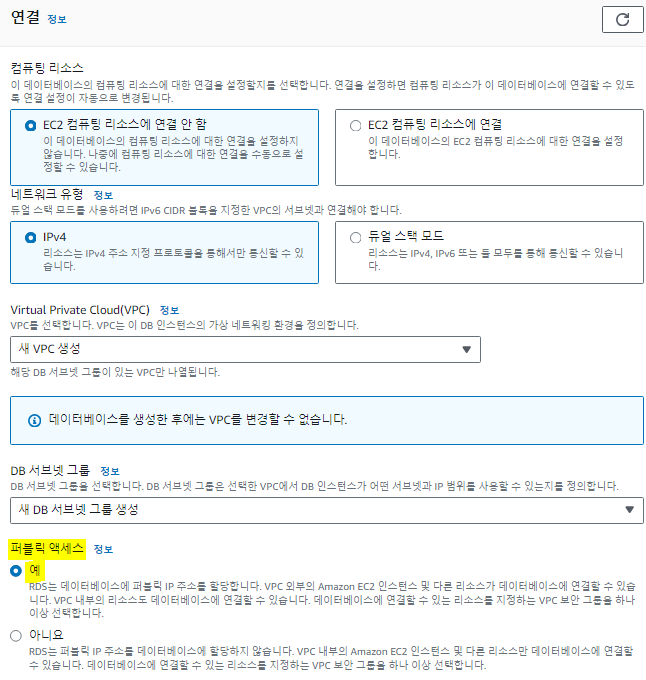 연결 정보
컴퓨팅 리소스
이 데이터베이스의 컴퓨팅 리소스에 대한 연결을 설정할지를 선택합니다. 연결을 설정하면 컴퓨팅 리소스가 이 데이터베이스에 연결할 수 있도
록 연결 설정이 자동으로 변경됩니다.
EC2 컴퓨팅 리소스에 연결 안 함
이 데이터베이스의 컴퓨팅 리소스에 대한 연결을 설정하지
않습니다. 나중에 컴퓨팅 리소스에 대한 연결을 수동으로 설
정할 수 있습니다.
EC2 컴퓨팅 리소스에 연결
이 데이터베이스의 EC2 컴퓨팅 리소스에 대한 연결을 설정
합니다.
네트워크 유형 정보
듀얼 스택 모드를 사용하려면 IPv6 CIDR 블록을 지정한 VPC의 서브넷과 연결해야 합니다.
IPv4
리소스는 IPv4 주소 지정 프로토콜을 통해서만 통신할 수 있
습니다.
듀얼 스택 모드
리소스는 IPv4, IPv6 또는 둘 모두를 통해 통신할 수 있습니
다.
Virtual Private Cloud(VPC) 정보
VPC를 선택합니다. VPC는 이 DB 인스턴스의 가상 네트워킹 환경을 정의합니다.
새 VPC 생성
해당 DB 서브넷 그룹이 있는 VPC만 나열됩니다.
데이터베이스를 생성한 후에는 VPC를 변경할 수 없습니다.
DB 서브넷 그룹 정보
DB 서브넷 그룹을 선택합니다. DB 서브넷 그룹은 선택한 VPC에서 DB 인스턴스가 어떤 서브넷과 IP 범위를 사용할 수 있는지를 정의합니다.
새 DB 서브넷 그룹 생성
퍼블릭 액세스 정보
예
RDS는 데이터베이스에 퍼블릭 IP 주소를 할당합니다. VPC 외부의 Amazon EC2 인스턴스 및 다른 리소스가 데이터베이스에 연결할 수 있습
니다. VPC 내부의 리소스도 데이터베이스에 연결할 수 있습니다. 데이터베이스에 연결할 수 있는 리소스를 지정하는 VPC 보안 그룹을 하나
이상 선택합니다.
아니요
RDS는 퍼블릭 IP 주소를 데이터베이스에 할당하지 않습니다. VPC 내부의 Amazon EC2 인스턴스 및 다른 리소스만 데이터베이스에 연결할
수 있습니다. 데이터베이스에 연결할 수 있는 리소스를 지정하는 VPC 보안 그룹을 하나 이상 선택합니다.